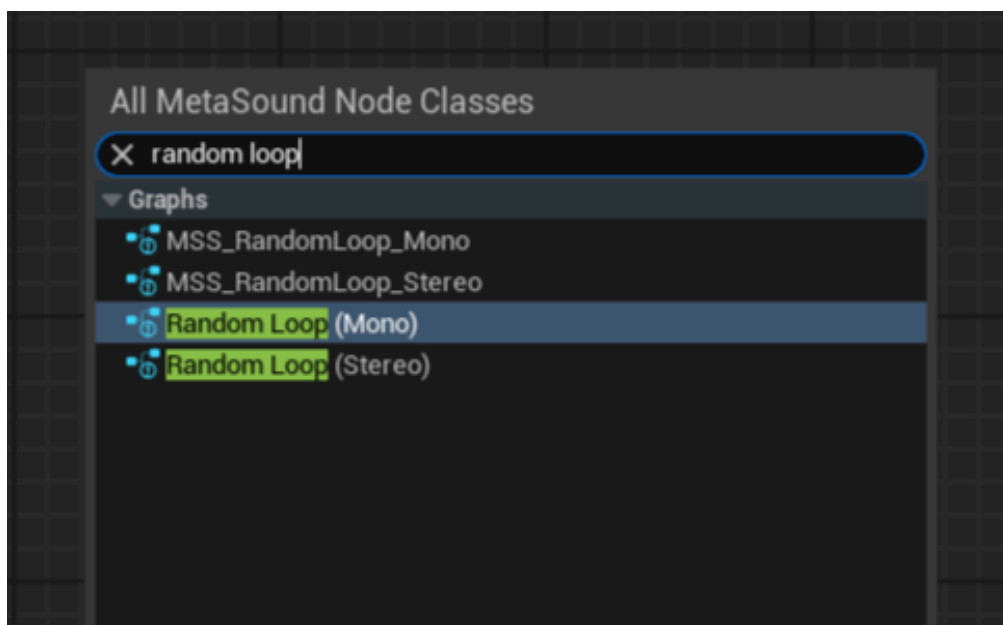 All MetaSound Node Classes
random loop
Graphs
MSS_RandomLoop_Mono
MSS_RandomLoop_Stereo
Random Loop (Mono)
Random Loop (Stereo)